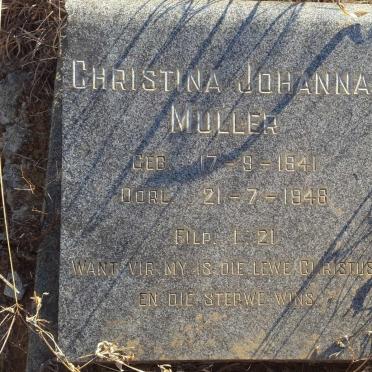 CHRISTINA JOHANNA
MULLER
GEB. 17-9-1941
OORL. 21-7-1948
FILP. 1-21
WANT VIR MY IS DIE LEWE CHRISTUS
EN DIE STERWE WINS.